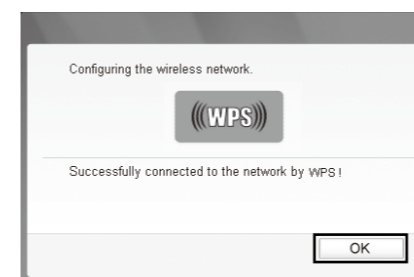 Configuring the wireless network.
WPS
Successfully connected to the network by WPS!
OK